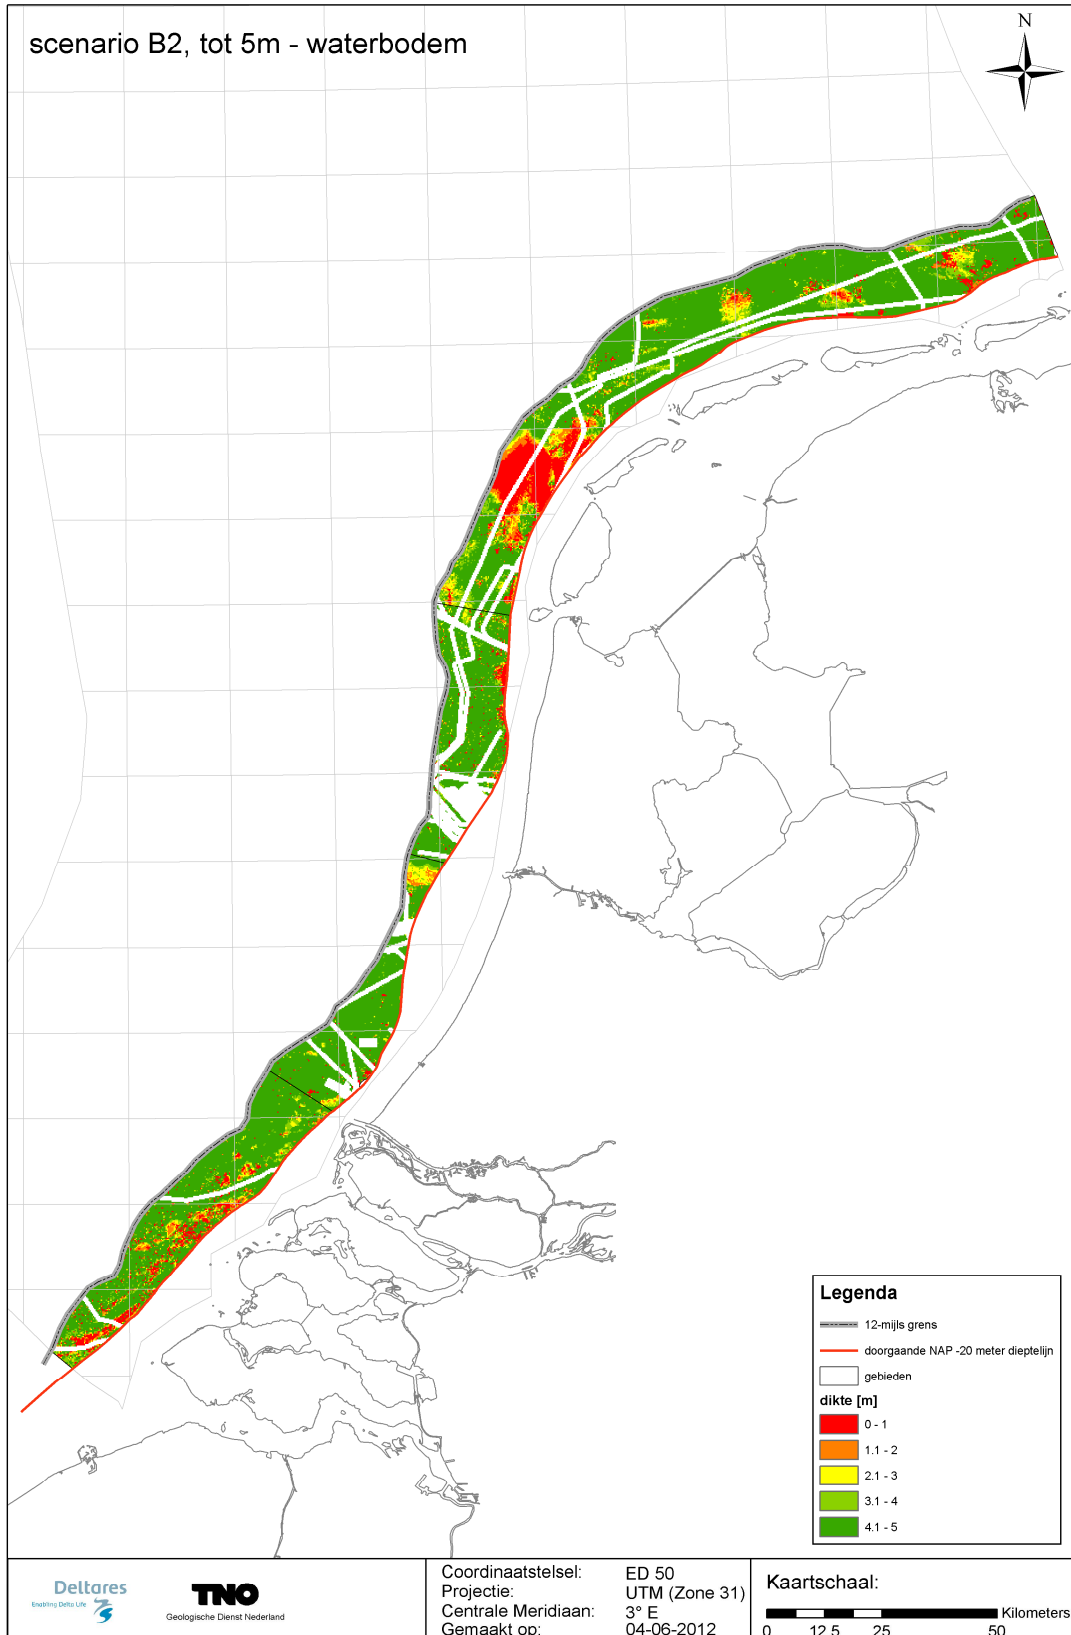 scenario B2, tot 5m - waterbodem
N
Legenda
12-mijls grens
doorgaande NAP -20 meter dieptelijn
gebieden
dikte [m]
0 - 1
1.1 - 2
2.1 - 3
3.1 - 4
4.1 - 5
Deltares
Enabling Delta Life
TNO
Geologische Dienst Nederland
Coordinaatstelsel: ED 50
Projectie: UTM (Zone 31)
Centrale Meridiaan: 3° E
Gemaakt op: 04-06-2012
Kaartschaal:
Kilometers
0 12.5 25 50